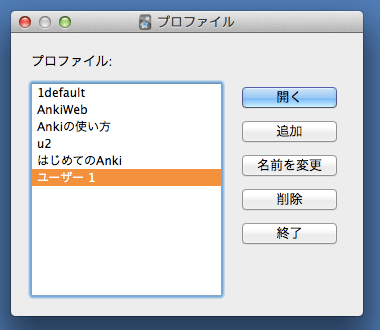 プロファイル
プロファイル:
1default
AnkiWeb
Ankiの使い方
u2
はじめてのAnki
ユーザー 1
開く
追加
名前を変更
削除
終了